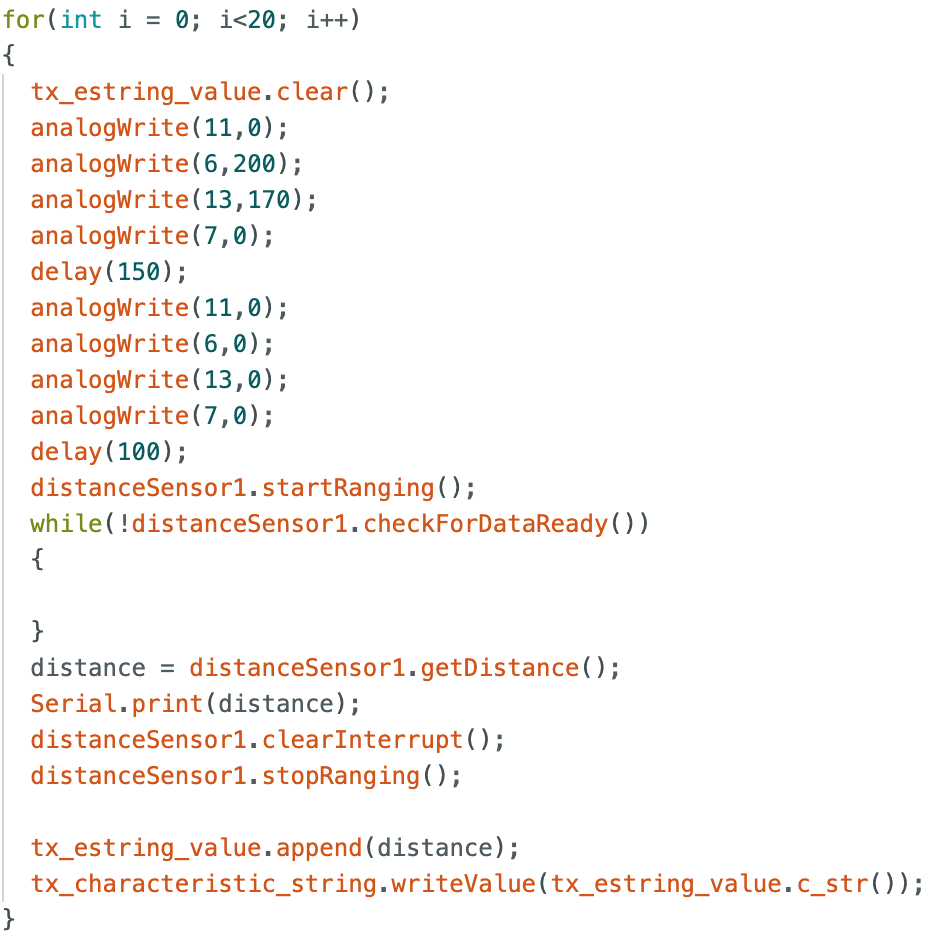 for(int i = 0; i<20; i++)
{
  tx_estring_value.clear();
  analogWrite(11,0);
  analogWrite(6,200);
  analogWrite(13,170);
  analogWrite(7,0);
  delay(150);
  analogWrite(11,0);
  analogWrite(6,0);
  analogWrite(13,0);
  analogWrite(7,0);
  delay(100);
  distanceSensor1.startRanging();
  while(!distanceSensor1.checkForDataReady())
  {
  }
  distance = distanceSensor1.getDistance();
  Serial.print(distance);
  distanceSensor1.clearInterrupt();
  distanceSensor1.stopRanging();
  tx_estring_value.append(distance);
  tx_characteristic_string.writeValue(tx_estring_value.c_str());
}